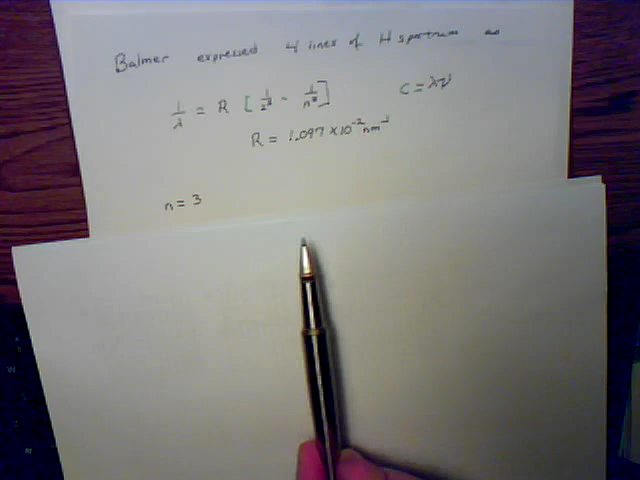 Balmer expressed 4 lines of H spectrum as
1/λ = R [ 1/2² - 1/n² ] C = λν
R = 1.097 × 10⁻² nm⁻¹
n = 3